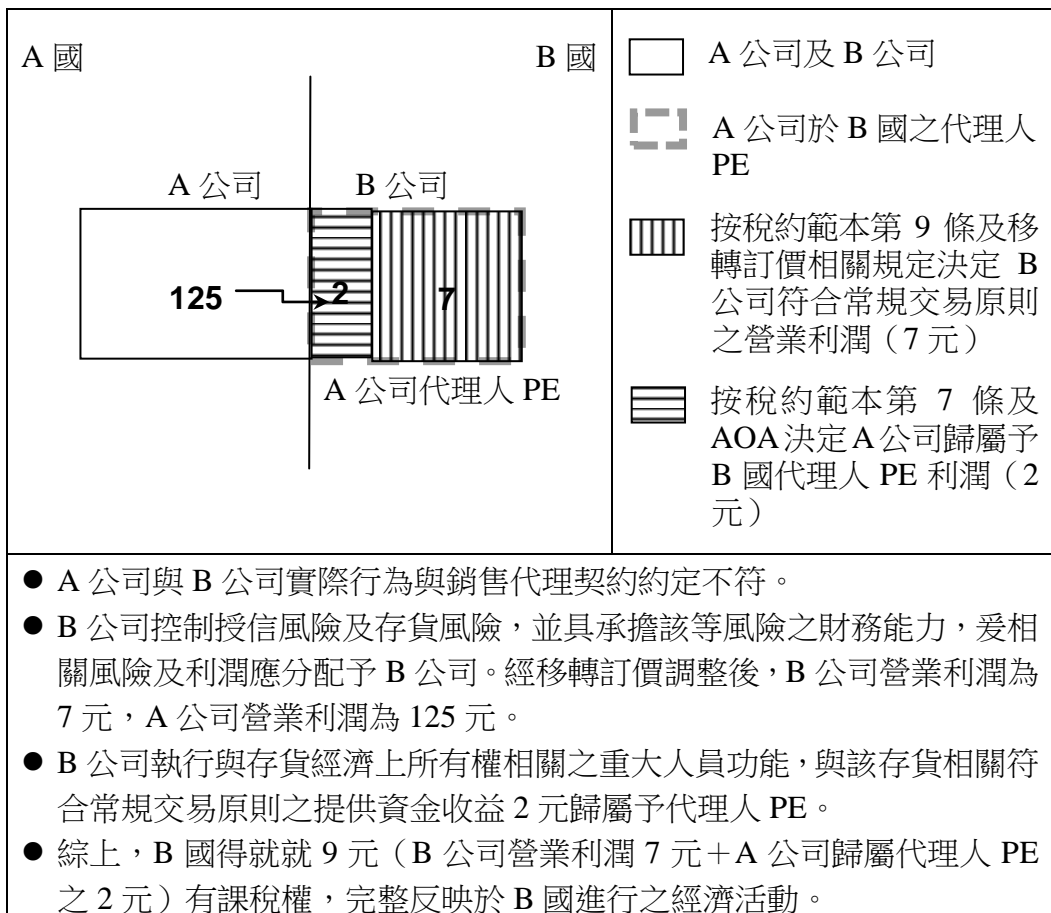 A 國
B 國
A 公司
B 公司
125
2
7
A 公司代理人 PE
A 公司及 B 公司
A 公司於 B 國之代理人
PE
按稅約範本第 9 條及移
轉訂價相關規定決定 B
公司符合常規交易原則
之營業利潤（7 元）
按稅約範本第 7 條及
AOA決定A公司歸屬予
B 國代理人 PE 利潤（2
元）
● A 公司與 B 公司實際行為與銷售代理契約約定不符。
● B 公司控制授信風險及存貨風險，並具承擔該等風險之財務能力，爰相
關風險及利潤應分配予 B 公司。經移轉訂價調整後，B 公司營業利潤為
7 元，A 公司營業利潤為 125 元。
● B 公司執行與存貨經濟上所有權相關之重大人員功能，與該存貨相關符
合常規交易原則之提供資金收益 2 元歸屬予代理人 PE。
● 綜上，B 國得就就 9 元（B 公司營業利潤 7 元＋A 公司歸屬代理人 PE
之 2 元）有課稅權，完整反映於 B 國進行之經濟活動。